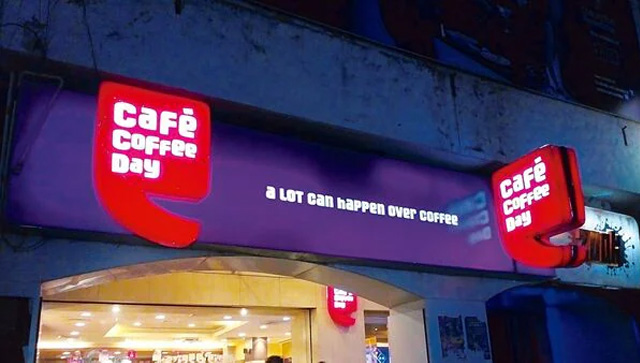 Café
Coffee
Day
a LOT can happen over coffee
Café
Coffee
Day